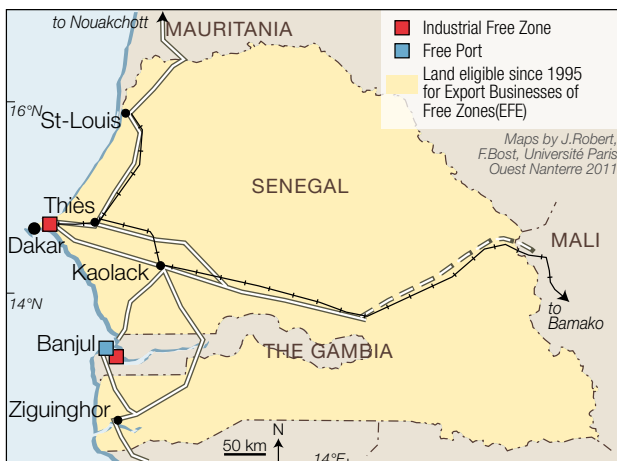 to Nouakchott
MAURITANIA
Industrial Free Zone
Free Port
Land eligible since 1995
for Export Businesses of
Free Zones(EFE)
16°N
St-Louis
Maps by J.Robert,
F.Bost, Université Paris
Ouest Nanterre 2011
SENEGAL
Thiès
Dakar
MALI
Kaolack
14°N
to
Bamako
Banjul
THE GAMBIA
Ziguinghor
50 km
N
14°E